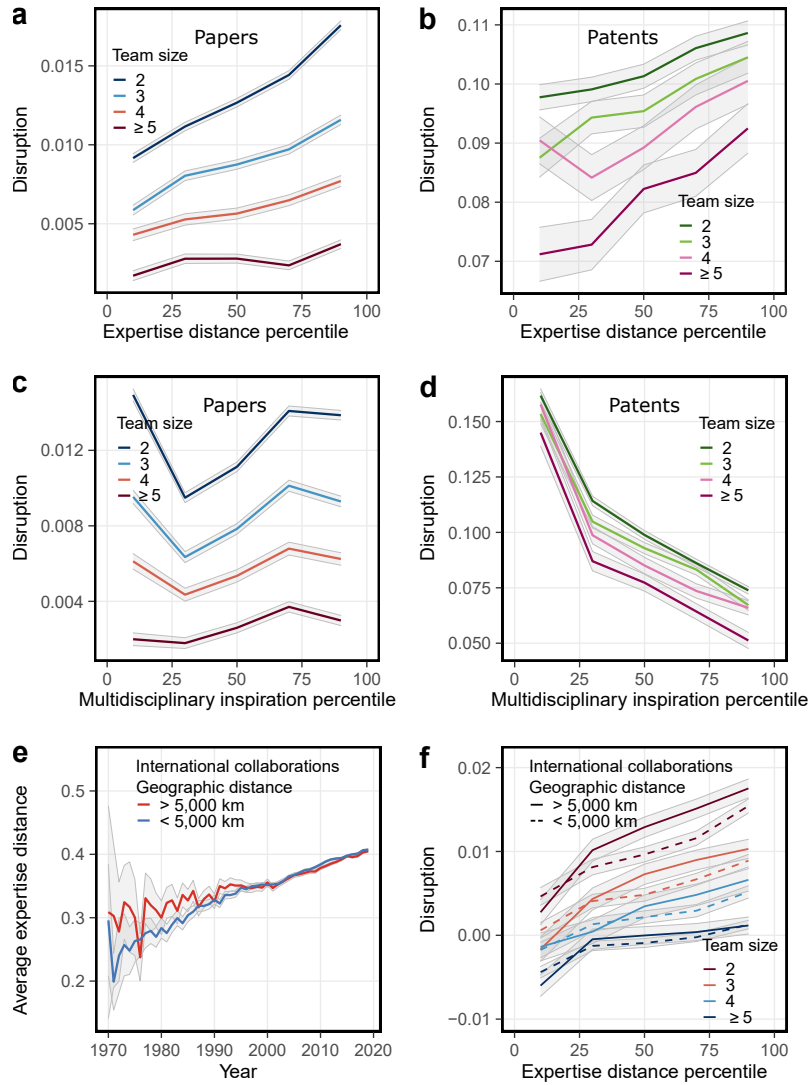 a
Papers
Team size
2
3
4
≥ 5
0.015
0.010
0.005
Disruption
0
25
50
75
100
Expertise distance percentile
b
Patents
0.11
0.10
0.09
0.08
0.07
Disruption
Team size
2
3
4
≥ 5
0
25
50
75
100
Expertise distance percentile
c
Papers
Team size
2
3
4
≥ 5
0.012
0.008
0.004
Disruption
0
25
50
75
100
Multidisciplinary inspiration percentile
d
Patents
Team size
2
3
4
≥ 5
0.150
0.125
0.100
0.075
0.050
Disruption
0
25
50
75
100
Multidisciplinary inspiration percentile
e
International collaborations
Geographic distance
> 5,000 km
< 5,000 km
0.5
0.4
0.3
0.2
Average expertise distance
1970
1980
1990
2000
2010
2020
Year
f
International collaborations
Geographic distance
> 5,000 km
< 5,000 km
0.02
0.01
0.00
−0.01
Disruption
Team size
2
3
4
≥ 5
0
25
50
75
100
Expertise distance percentile